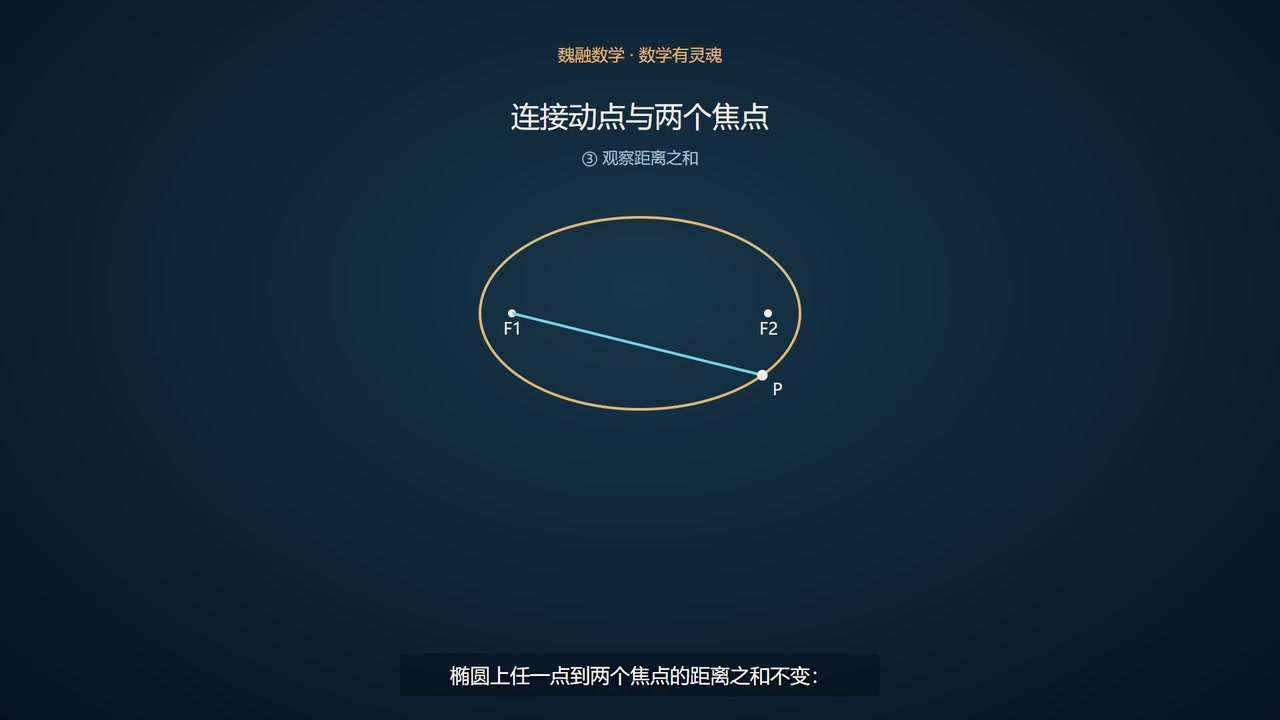 魏融数学 · 数学有灵魂
连接动点与两个焦点
③ 观察距离之和
F1
F2
P
椭圆上任一点到两个焦点的距离之和不变：